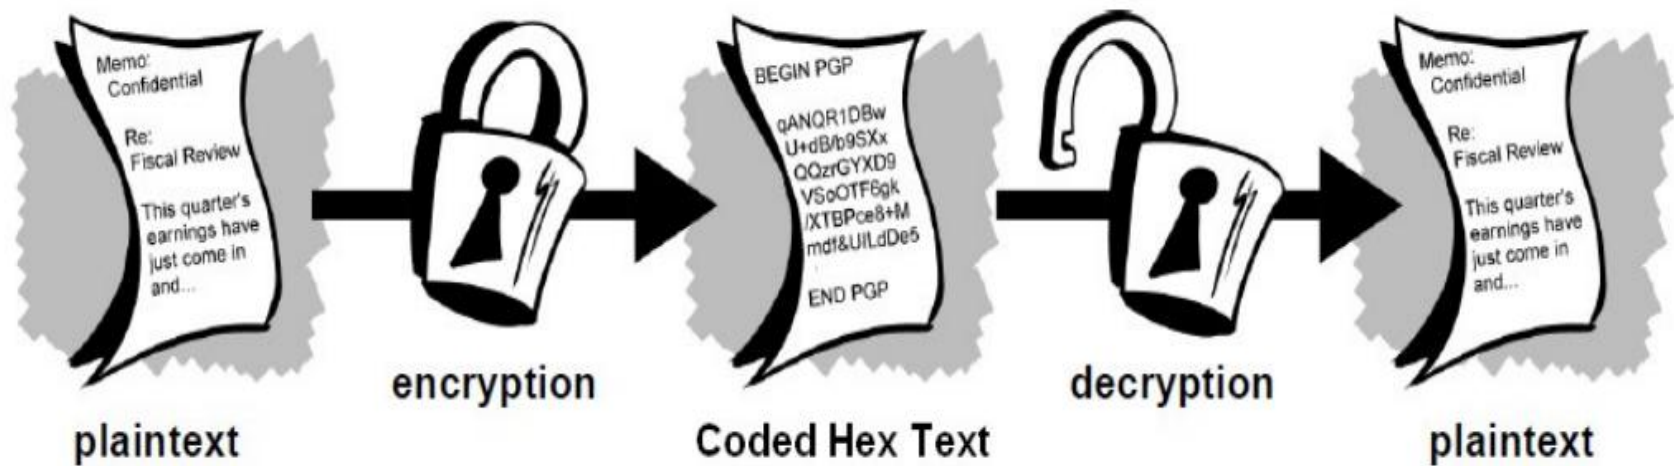 Memo:
Confidential
Re:
Fiscal Review
This quarter's
earnings have
just come in
and...
plaintext
encryption
BEGIN PGP
qANQR1DBw
U+dB/b9SXx
QQzrGYXD9
VSoOTF6gk
/XTBPce8+M
mdf&UILdDe5
END PGP
Coded Hex Text
decryption
Memo:
Confidential
Re:
Fiscal Review
This quarter's
earnings have
just come in
and...
plaintext